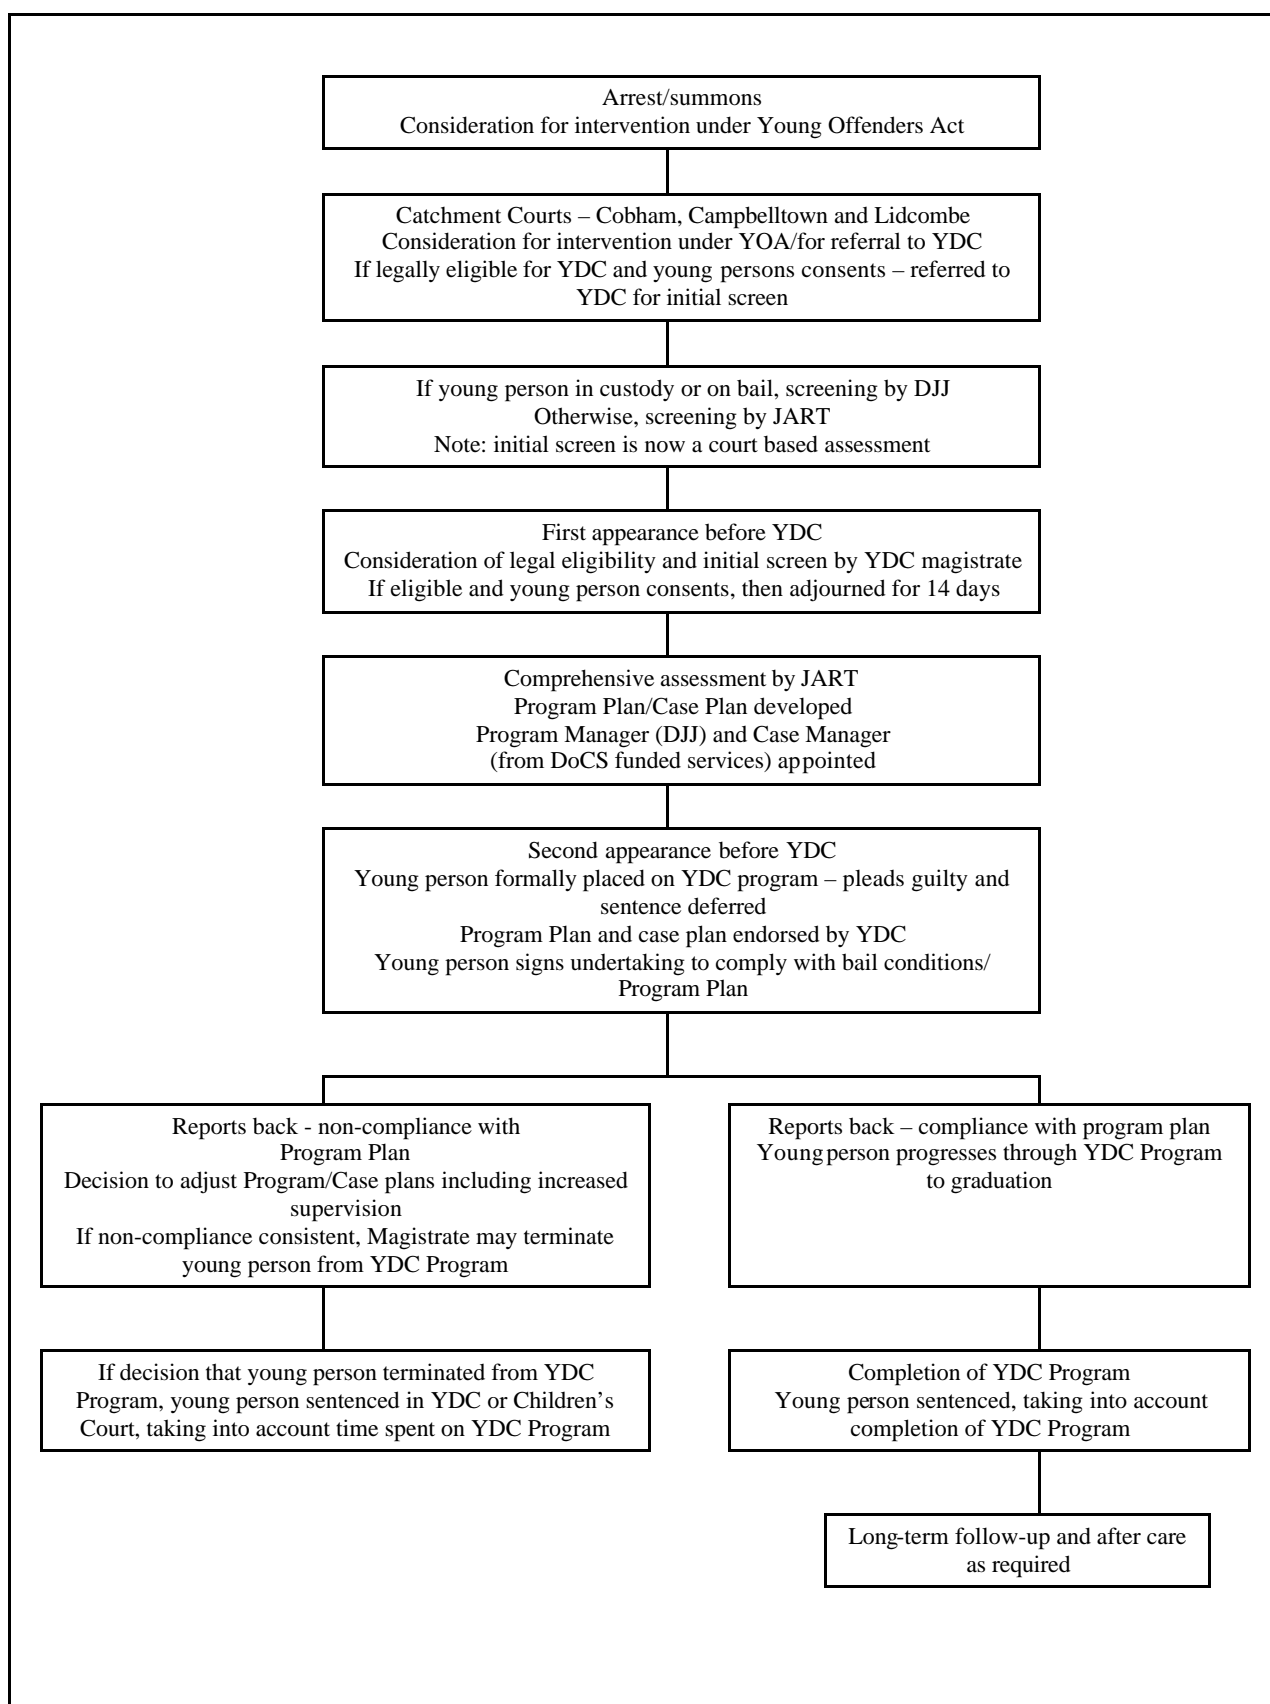 Arrest/summons
Consideration for intervention under Young Offenders Act
Catchment Courts – Cobham, Campbelltown and Lidcombe
Consideration for intervention under YOA/for referral to YDC
If legally eligible for YDC and young persons consents – referred to
YDC for initial screen
If young person in custody or on bail, screening by DJJ
Otherwise, screening by JART
Note: initial screen is now a court based assessment
First appearance before YDC
Consideration of legal eligibility and initial screen by YDC magistrate
If eligible and young person consents, then adjourned for 14 days
Comprehensive assessment by JART
Program Plan/Case Plan developed
Program Manager (DJJ) and Case Manager
(from DoCS funded services) appointed
Second appearance before YDC
Young person formally placed on YDC program – pleads guilty and
sentence deferred
Program Plan and case plan endorsed by YDC
Young person signs undertaking to comply with bail conditions/
Program Plan
Reports back - non-compliance with
Program Plan
Decision to adjust Program/Case plans including increased
supervision
If non-compliance consistent, Magistrate may terminate
young person from YDC Program
Reports back – compliance with program plan
Young person progresses through YDC Program
to graduation
If decision that young person terminated from YDC
Program, young person sentenced in YDC or Children's
Court, taking into account time spent on YDC Program
Completion of YDC Program
Young person sentenced, taking into account
completion of YDC Program
Long-term follow-up and after care
as required